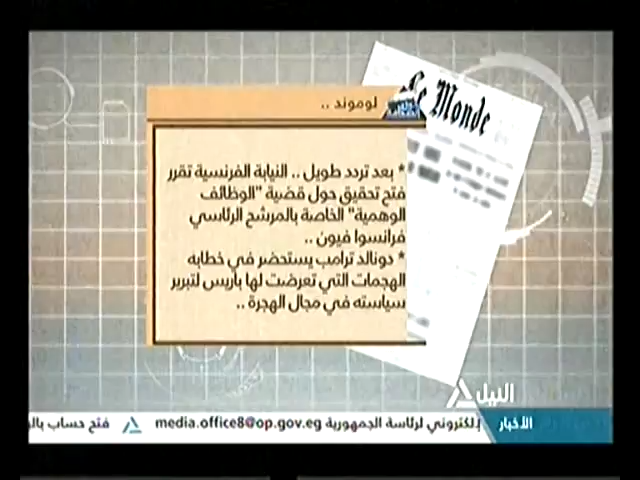 Le Monde
لوموند ..
* بعد تردد طويل .. النيابة الفرنسية تقرر
فتح تحقيق حول قضية "الوظائف
الوهمية" الخاصة بالمرشح الرئاسي
فرانسوا فيون ..
* دونالد ترامب يستحضر في خطابه
الهجمات التي تعرضت لها باريس لتبرير
سياسته في مجال الهجرة ..
النيل
الأخبار
إلكتروني لرئاسة الجمهورية media.office8@op.gov.eg فتح حساب بال